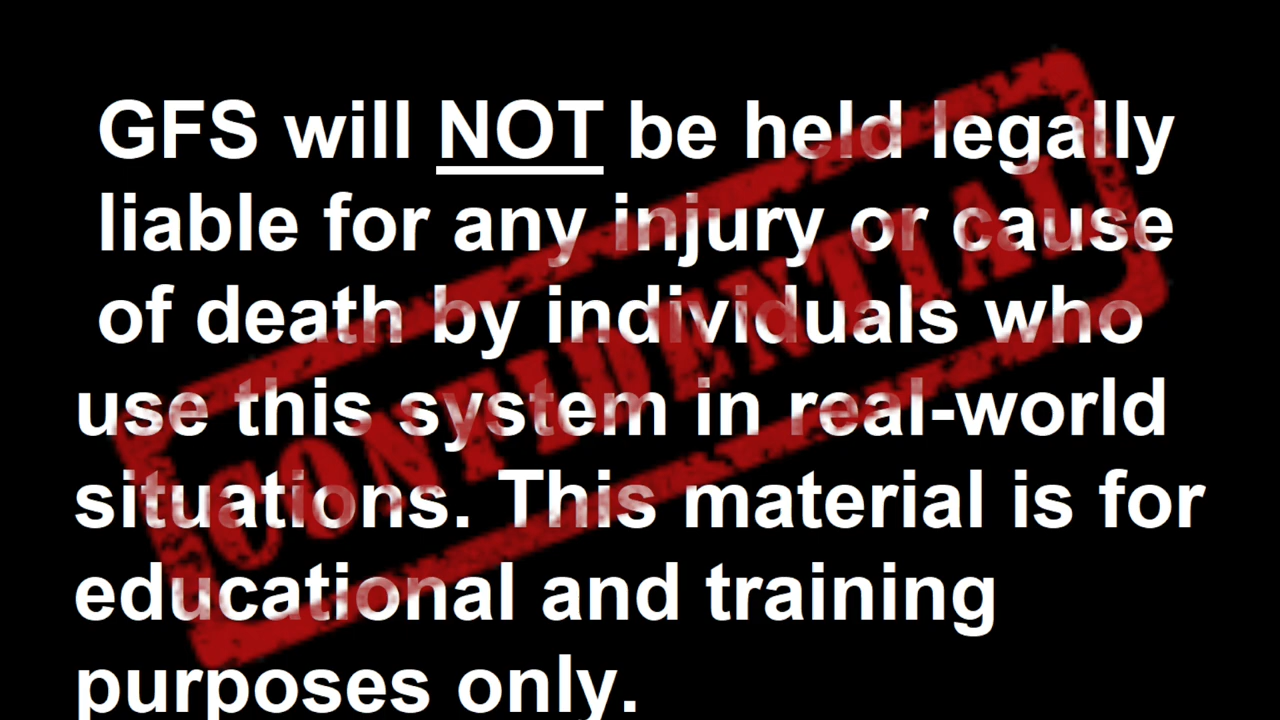 GFS will NOT be held legally
liable for any injury or cause
of death by individuals who
use this system in real-world
situations. This material is for
educational and training
purposes only.
CONFIDENTIAL